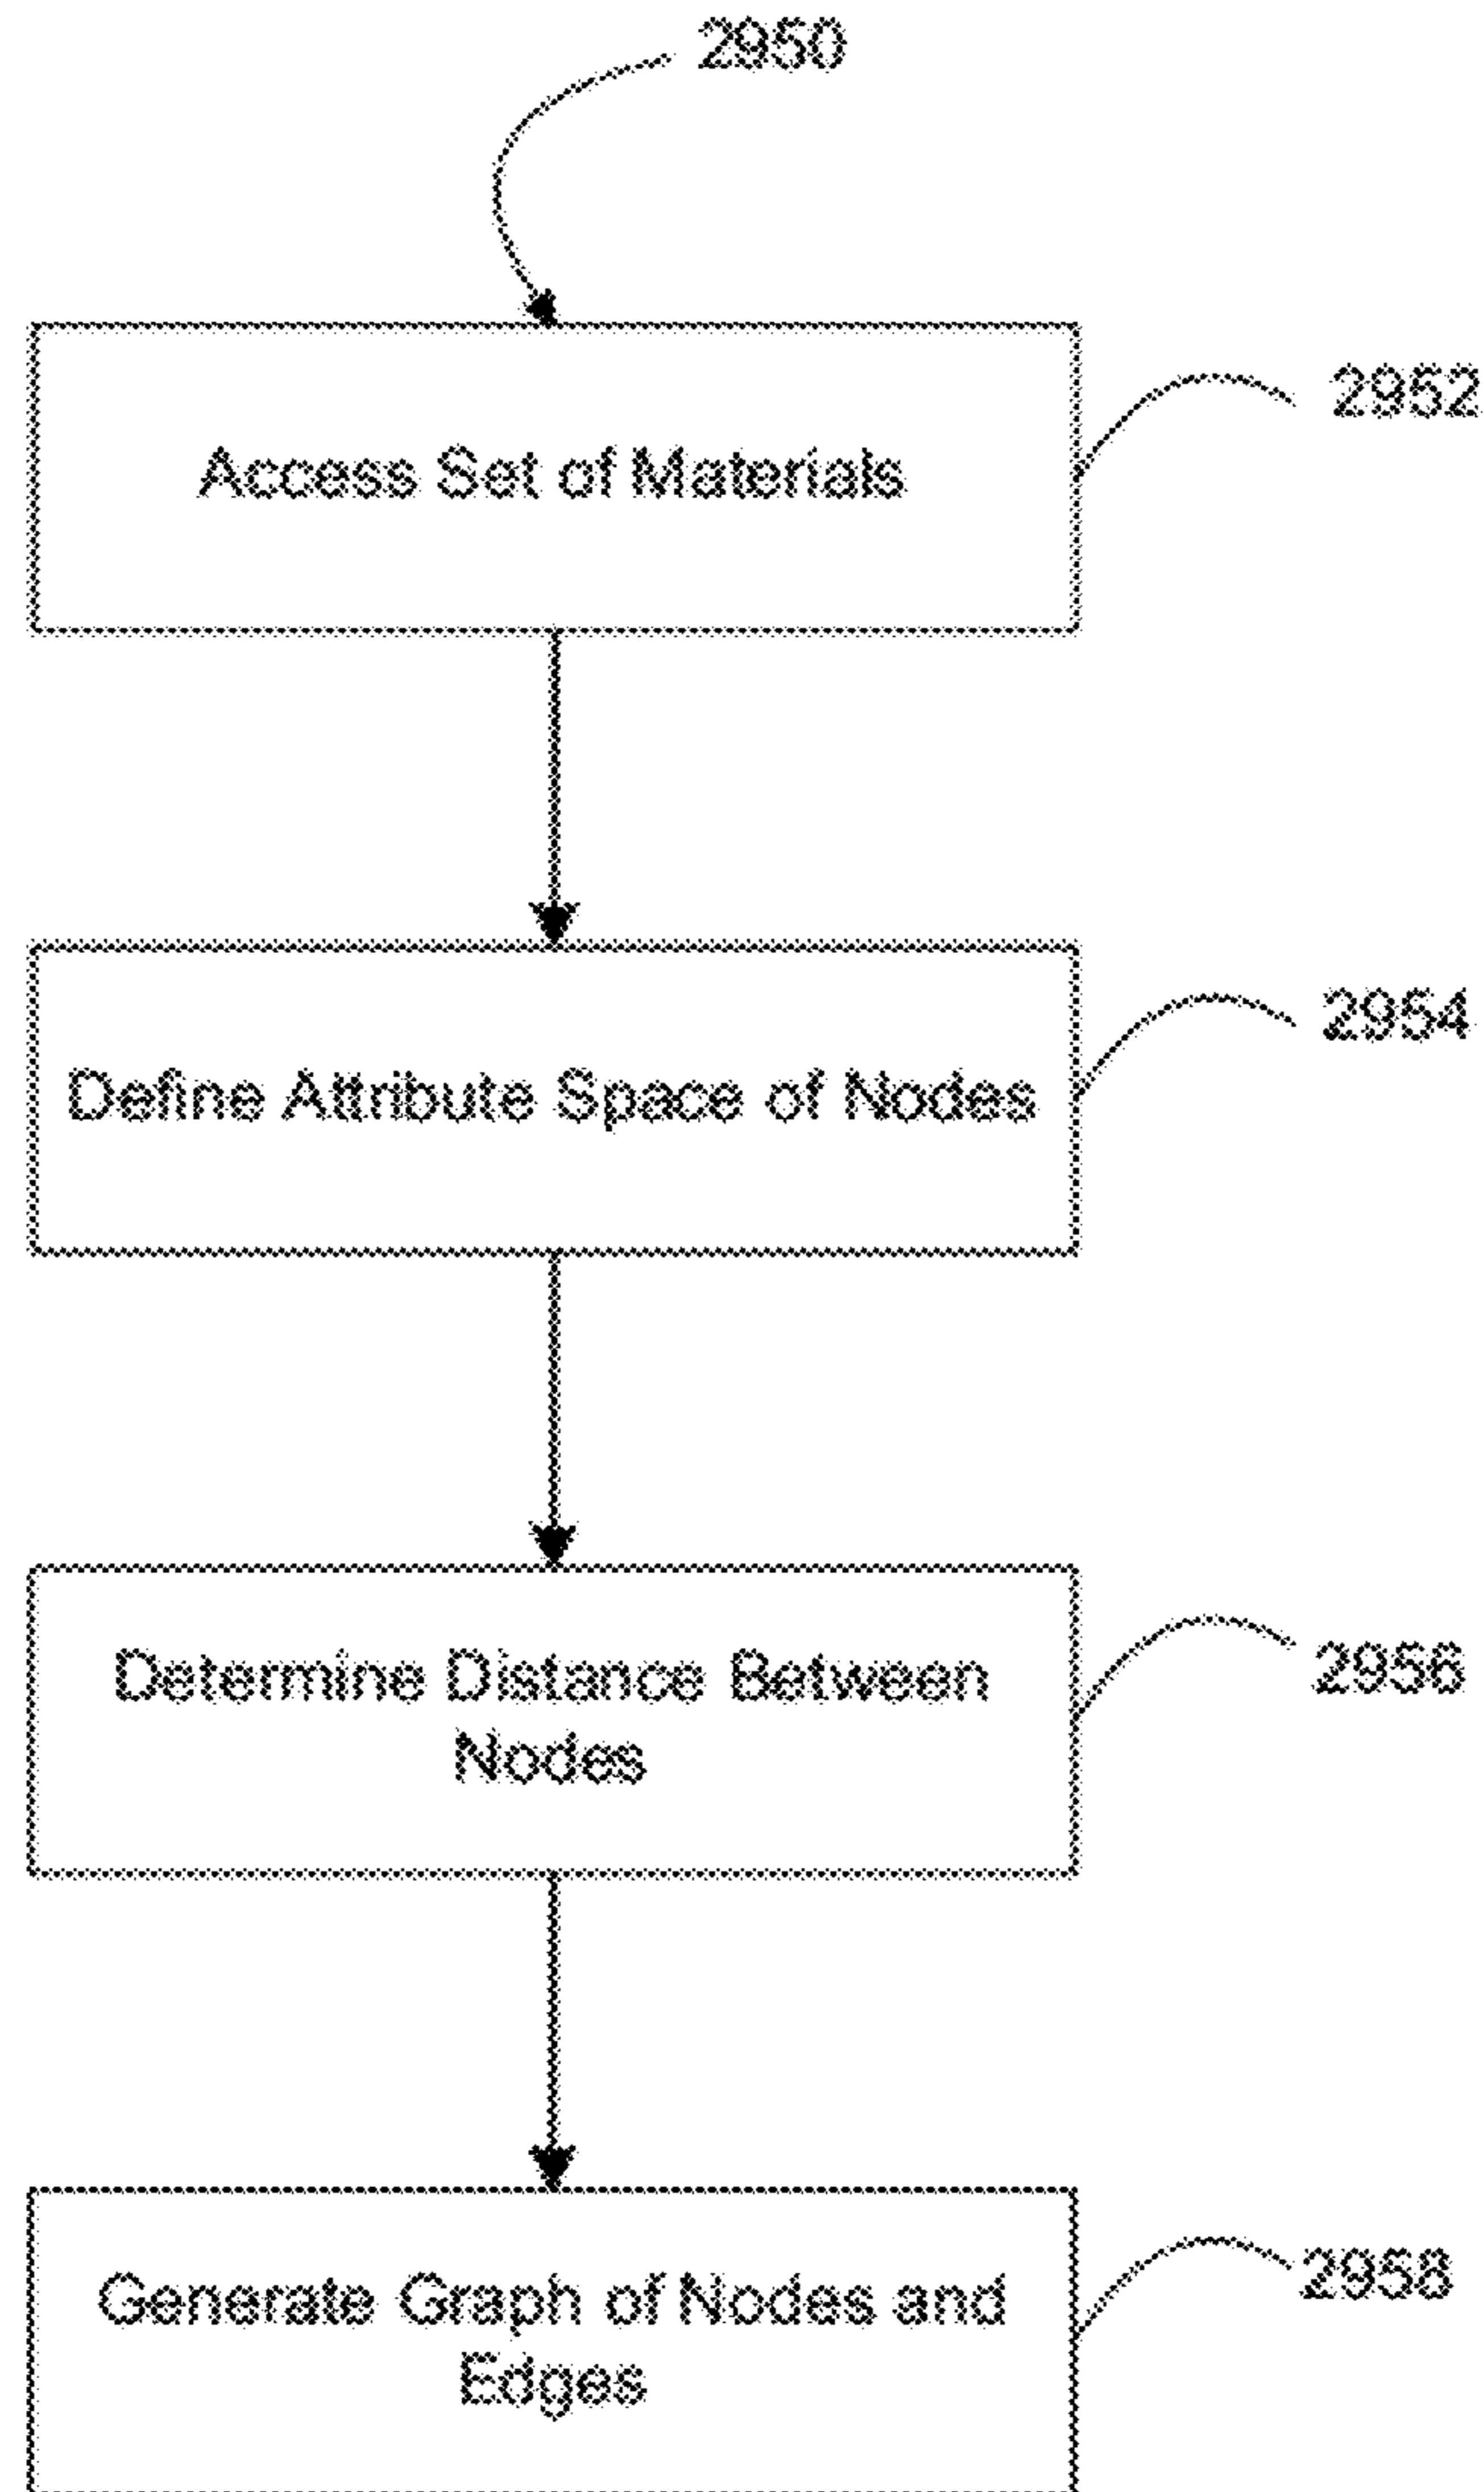 2950
Access Set of Materials
2952
Define Attribute Space of Nodes
2954
Determine Distance Between
Nodes
2956
Generate Graph of Nodes and
Edges
2958